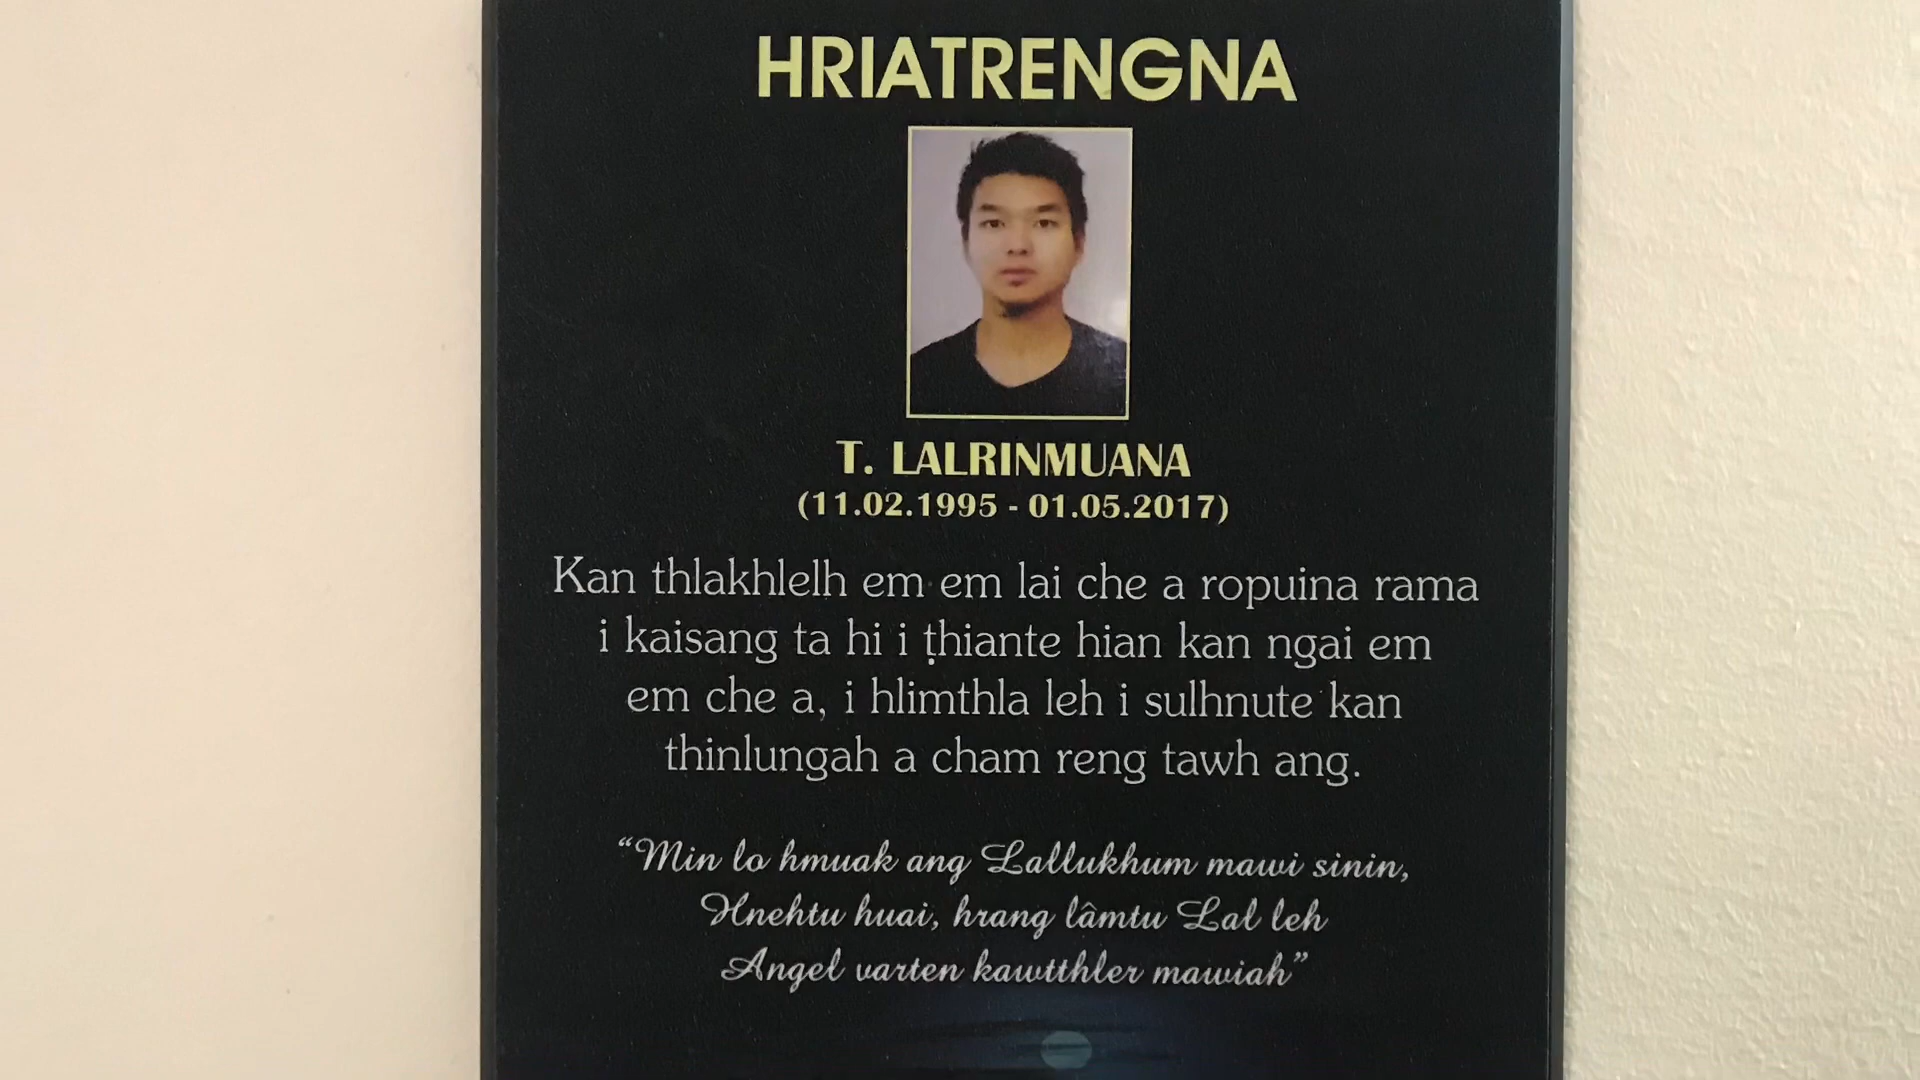 HRIATRENGNA
T. LALRINMUANA
(11.02.1995 - 01.05.2017)
Kan thlakhlelh em em lai che a ropuina rama
i kaisang ta hi i ṭhiante hian kan ngai em
em che a, i hlimthla leh i sulhnute kan
thinlungah a cham reng tawh ang.
“Min lo hmuak ang Lallukhum mawi sinin,
Hnehtu huai, hrang lâmtu Lal leh
Angel varten kawtthler mawiah”